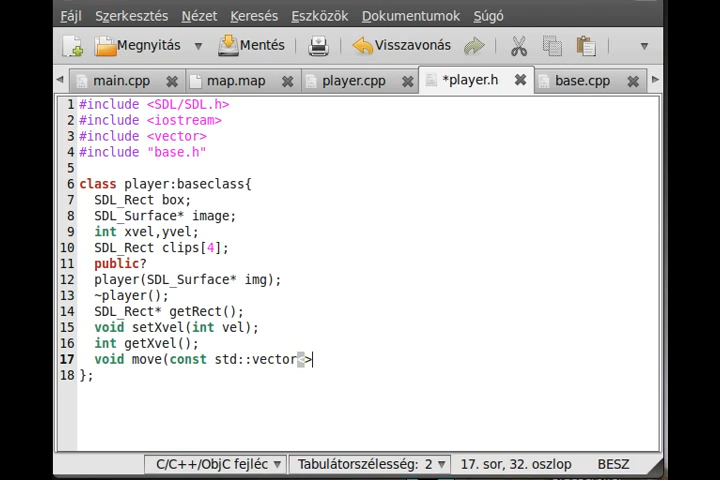 Fájl Szerkesztés Nézet Keresés Eszközök Dokumentumok Súgó
Megnyitás Mentés Visszavonás
main.cpp map.map player.cpp *player.h base.cpp
1 #include <SDL/SDL.h>
2 #include <iostream>
3 #include <vector>
4 #include "base.h"
5
6 class player:baseclass{
7 SDL_Rect box;
8 SDL_Surface* image;
9 int xvel,yvel;
10 SDL_Rect clips[4];
11 public?
12 player(SDL_Surface* img);
13 ~player();
14 SDL_Rect* getRect();
15 void setXvel(int vel);
16 int getXvel();
17 void move(const std::vector<>
18 };
C/C++/ObjC fejléc Tabulátorszélesség: 2 17. sor, 32. oszlop BESZ